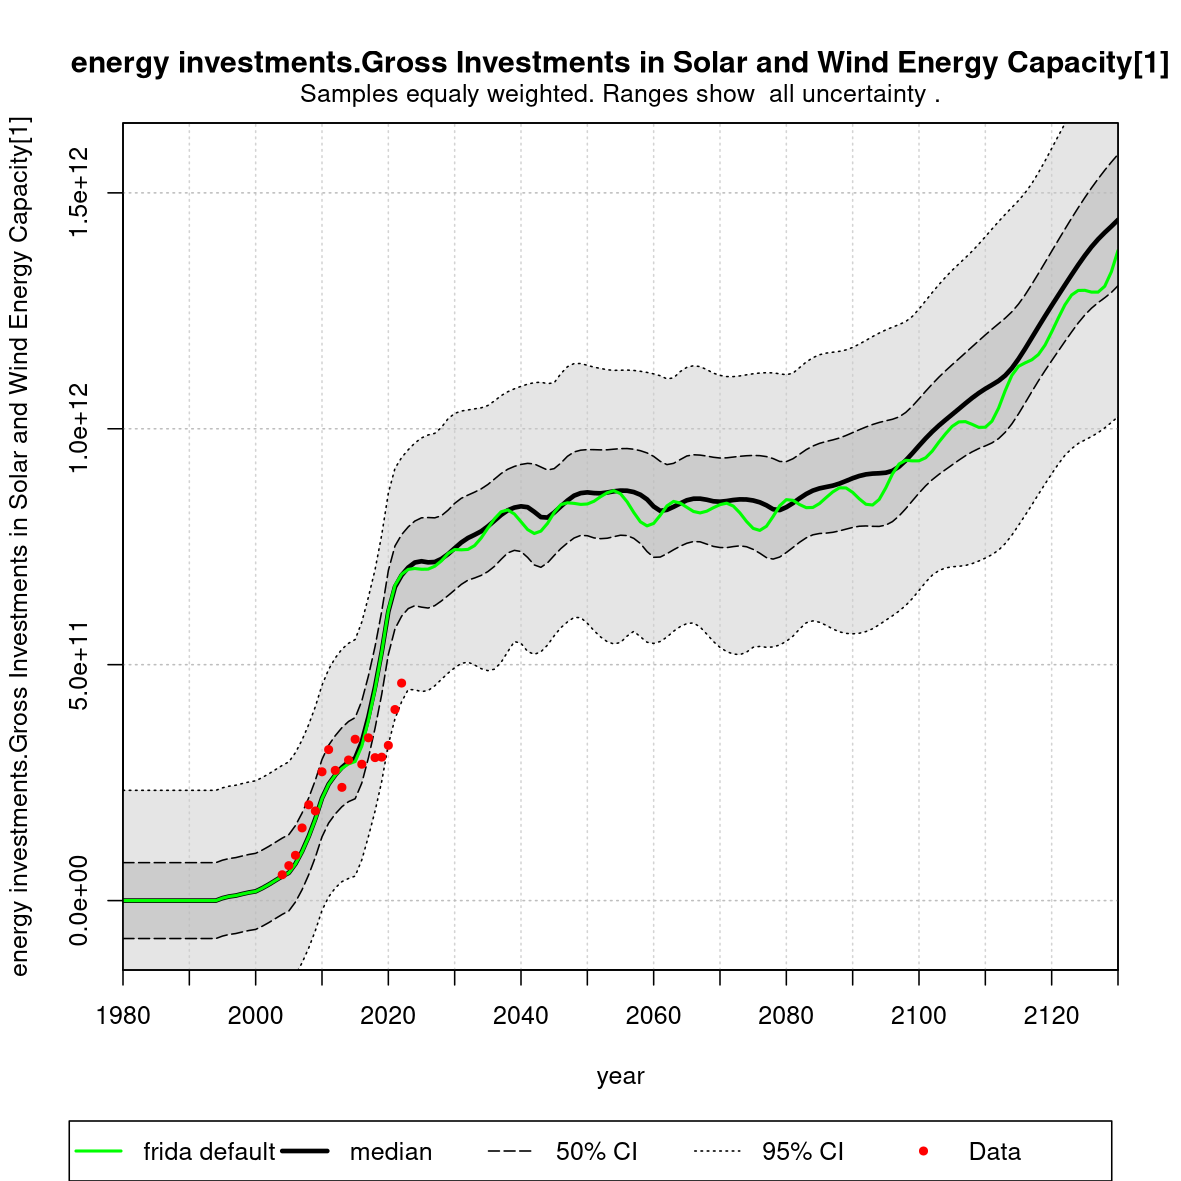 energy investments.Gross Investments in Solar and Wind Energy Capacity[1]
Samples equaly weighted. Ranges show  all uncertainty .
energy investments.Gross Investments in Solar and Wind Energy Capacity[1]
1.5e+12
1.0e+12
5.0e+11
0.0e+00
1980 2000 2020 2040 2060 2080 2100 2120
year
frida default median 50% CI 95% CI Data